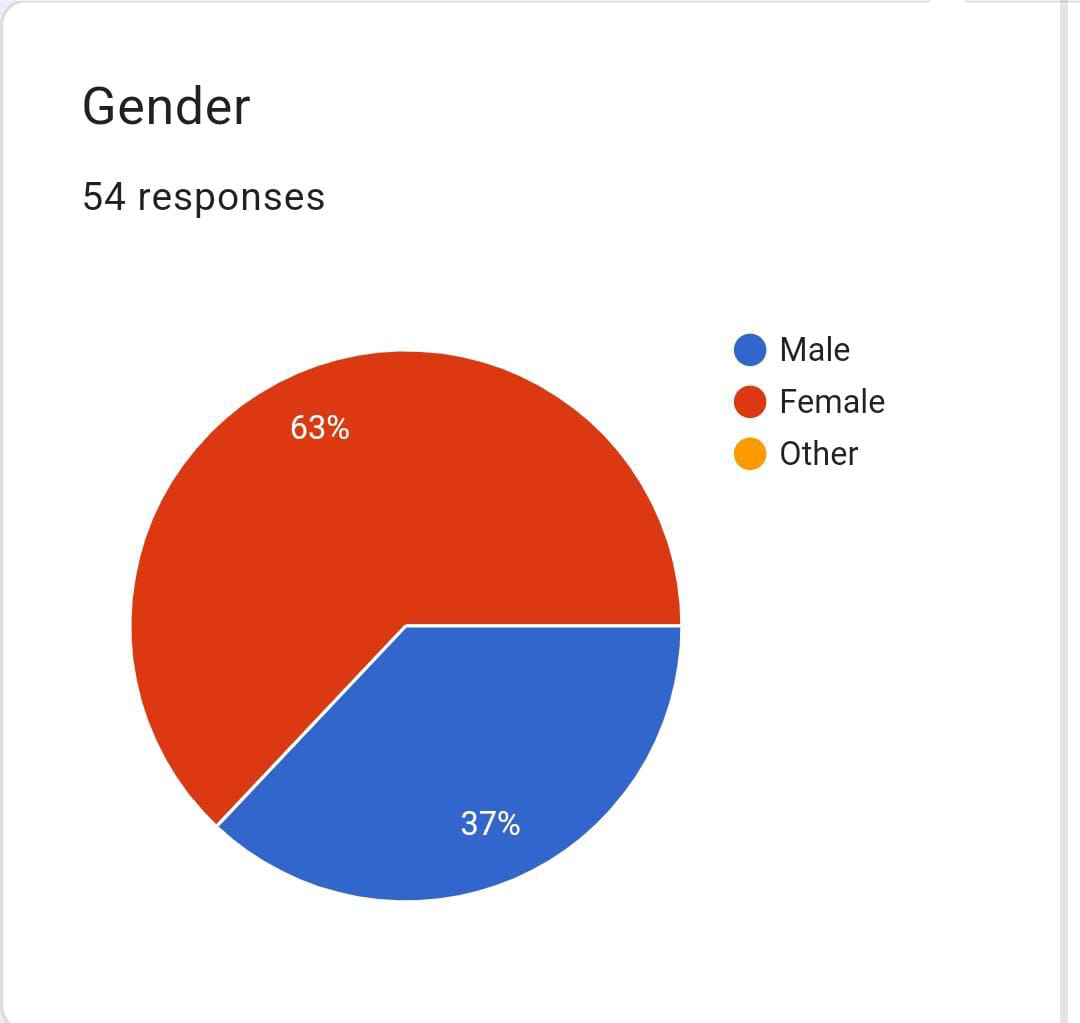 Gender
54 responses
Male
Female
Other
63%
37%